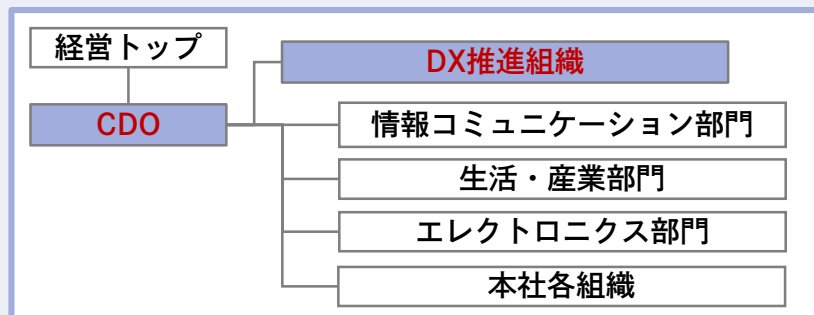 経営トップ
DX推進組織
CDO
情報コミュニケーション部門
生活・産業部門
エレクトロニクス部門
本社各組織